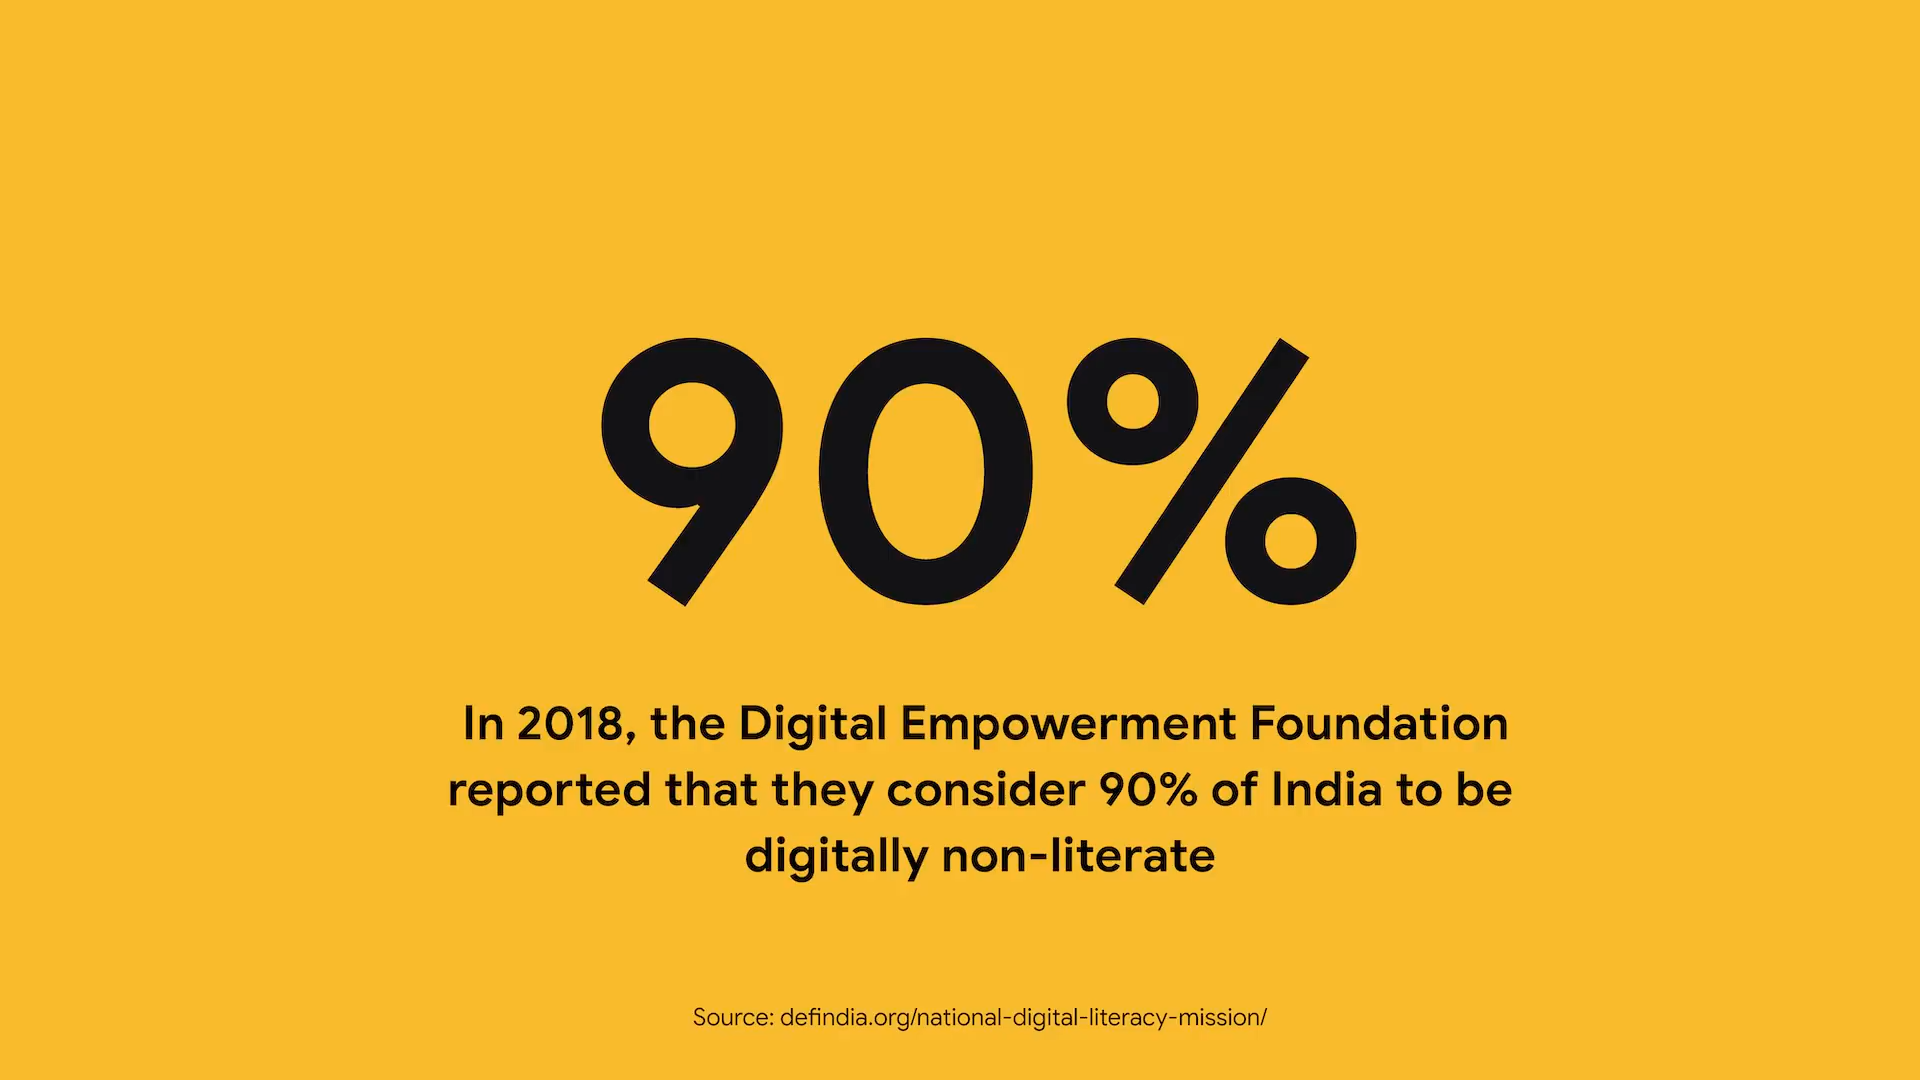 90%
In 2018, the Digital Empowerment Foundation
reported that they consider 90% of India to be
digitally non-literate
Source: defindia.org/national-digital-literacy-mission/